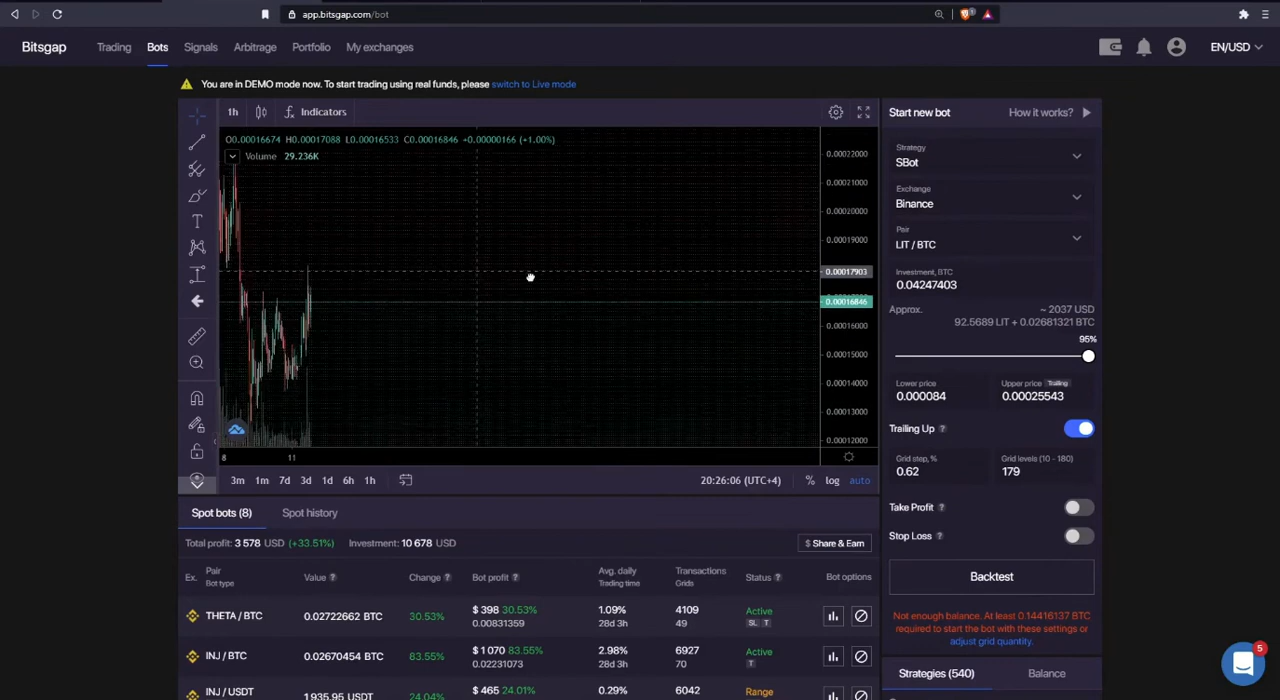 app.bitsgap.com/bot
Bitsgap
Trading
Bots
Signals
Arbitrage
Portfolio
My exchanges
EN/USD
You are in DEMO mode now. To start trading using real funds, please switch to Live mode
1h
Indicators
O0.00016674 H0.00017088 L0.00016533 C0.00016846 +0.00000166 (+1.00%)
Volume 29.236K
0.00022000
0.00021000
0.00020000
0.00019000
0.00017903
0.00016846
0.00016000
0.00015000
0.00014000
0.00013000
0.00012000
8
11
3m 1m 7d 3d 1d 6h 1h
20:26:06 (UTC+4)
% log auto
Start new bot
How it works?
Strategy
SBot
Exchange
Binance
Pair
LIT / BTC
Investment, BTC
0.04247403
Approx.
~ 2037 USD
92.5689 LIT + 0.02681321 BTC
95%
Lower price
0.000084
Upper price Trailing
0.00025543
Trailing Up ?
Grid step, %
0.62
Grid levels (10 - 180)
179
Take Profit ?
Stop Loss ?
Backtest
Not enough balance. At least 0.14416137 BTC
required to start the bot with these settings or
adjust grid quantity.
Strategies (540)
Balance
Spot bots (8)
Spot history
Total profit: 3 578 USD (+33.51%) Investment: 10 678 USD
$ Share & Earn
Ex.
Pair
Bot type
Value ?
Change ?
Bot profit ?
Avg. daily
Trading time
Transactions
Grids
Status ?
Bot options
THETA / BTC
0.02722662 BTC
30.53%
$ 398 30.53%
0.00831359
1.09%
28d 3h
4109
49
Active
SL T
INJ / BTC
0.02670454 BTC
83.55%
$ 1 070 83.55%
0.02231073
2.98%
28d 3h
6927
70
Active
T
INJ / USDT
1 935.95 USDT
24.04%
$ 465 24.01%
0.29%
6042
Range
5